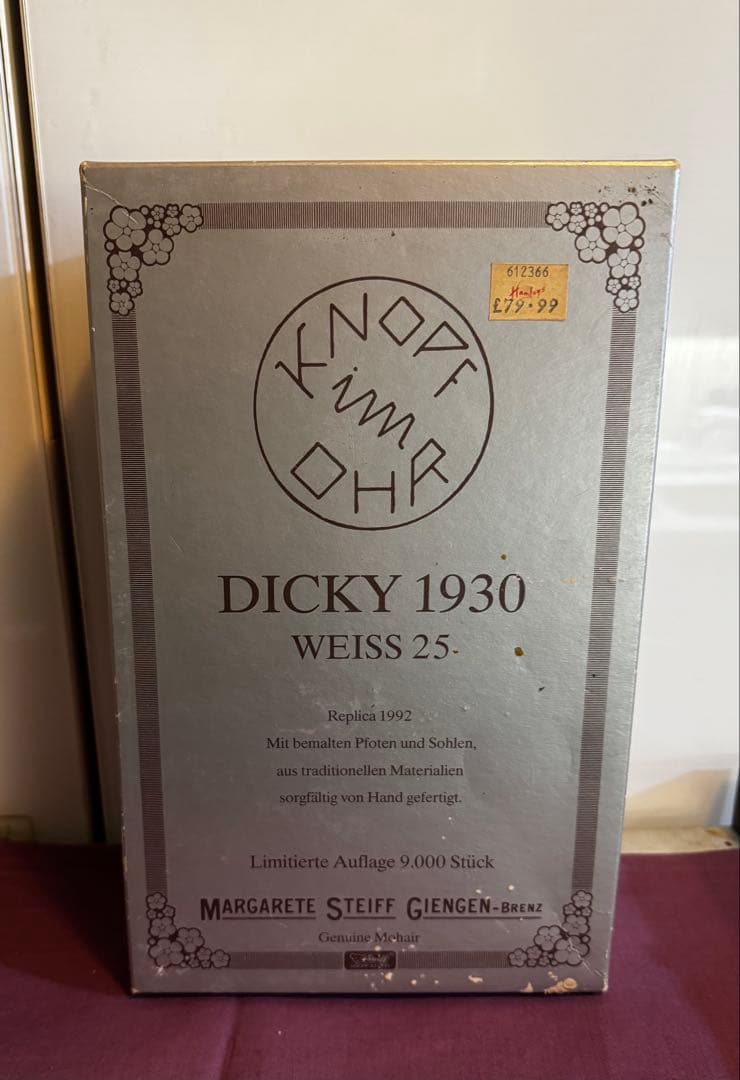 612366
Hamleys
£79.99
KNOPF
im
OHR
DICKY 1930
WEISS 25
Replica 1992
Mit bemalten Pfoten und Sohlen,
aus traditionellen Materialien
sorgfältig von Hand gefertigt.
Limitierte Auflage 9.000 Stück
MARGARETE STEIFF GIENGEN-BRENZ
Genuine Mohair
Steiff